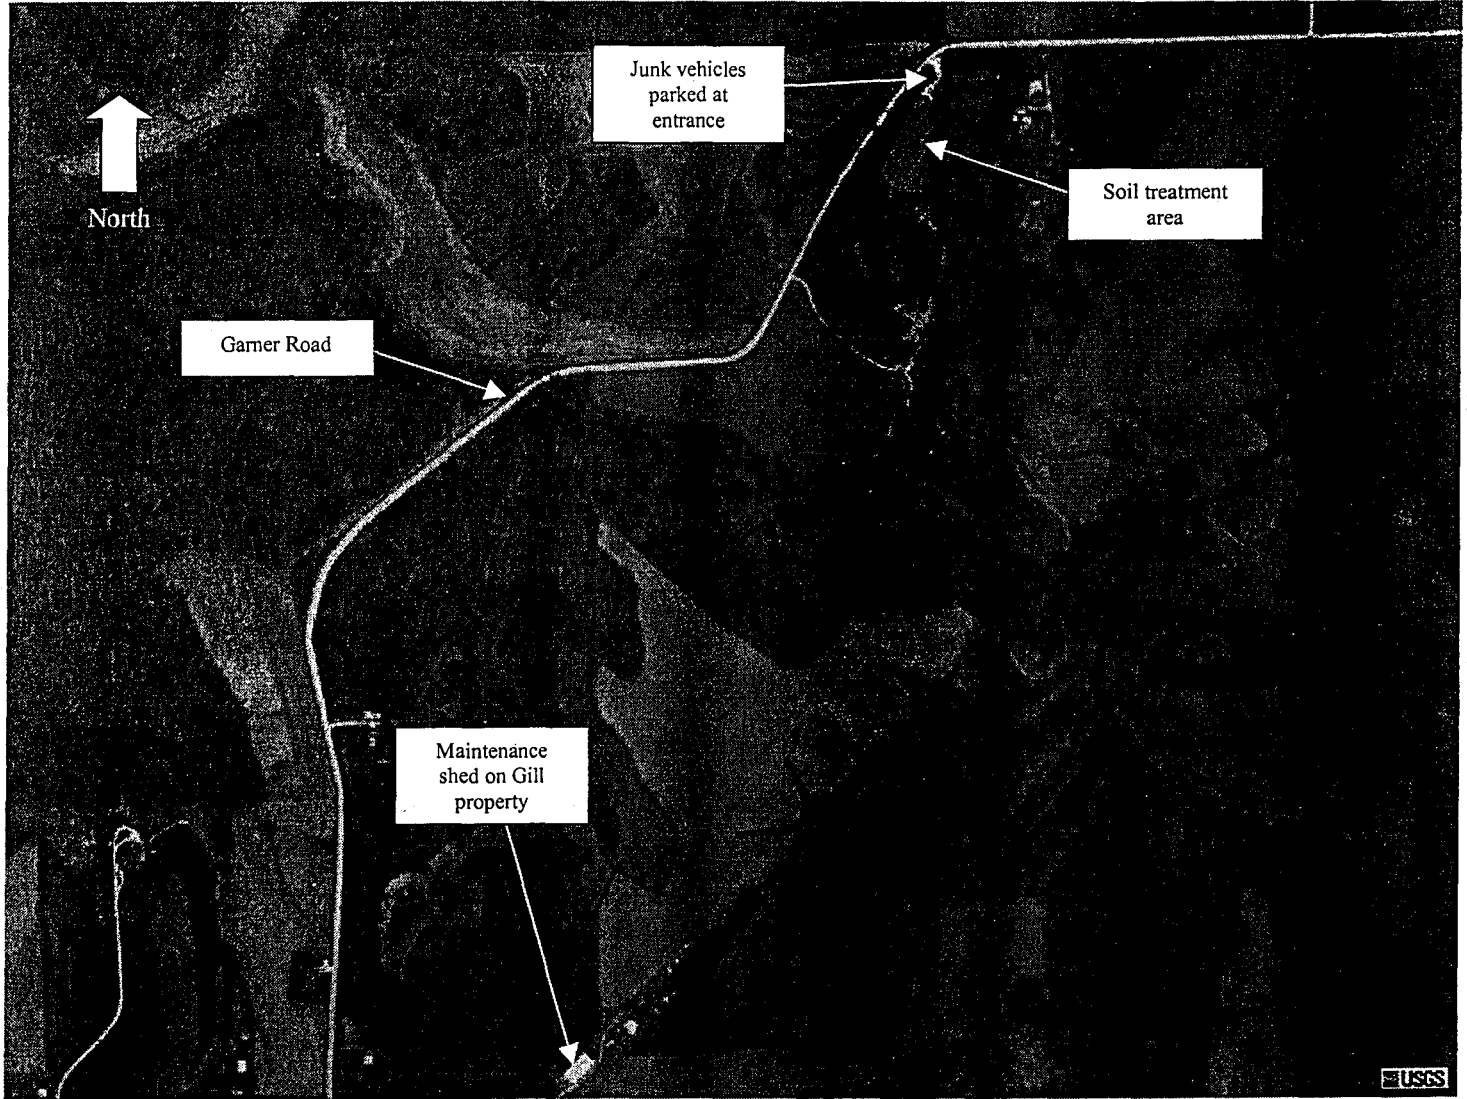 Junk vehicles
parked at
entrance
North
Soil treatment
area
Garner Road
Maintenance
shed on Gill
property
USGS